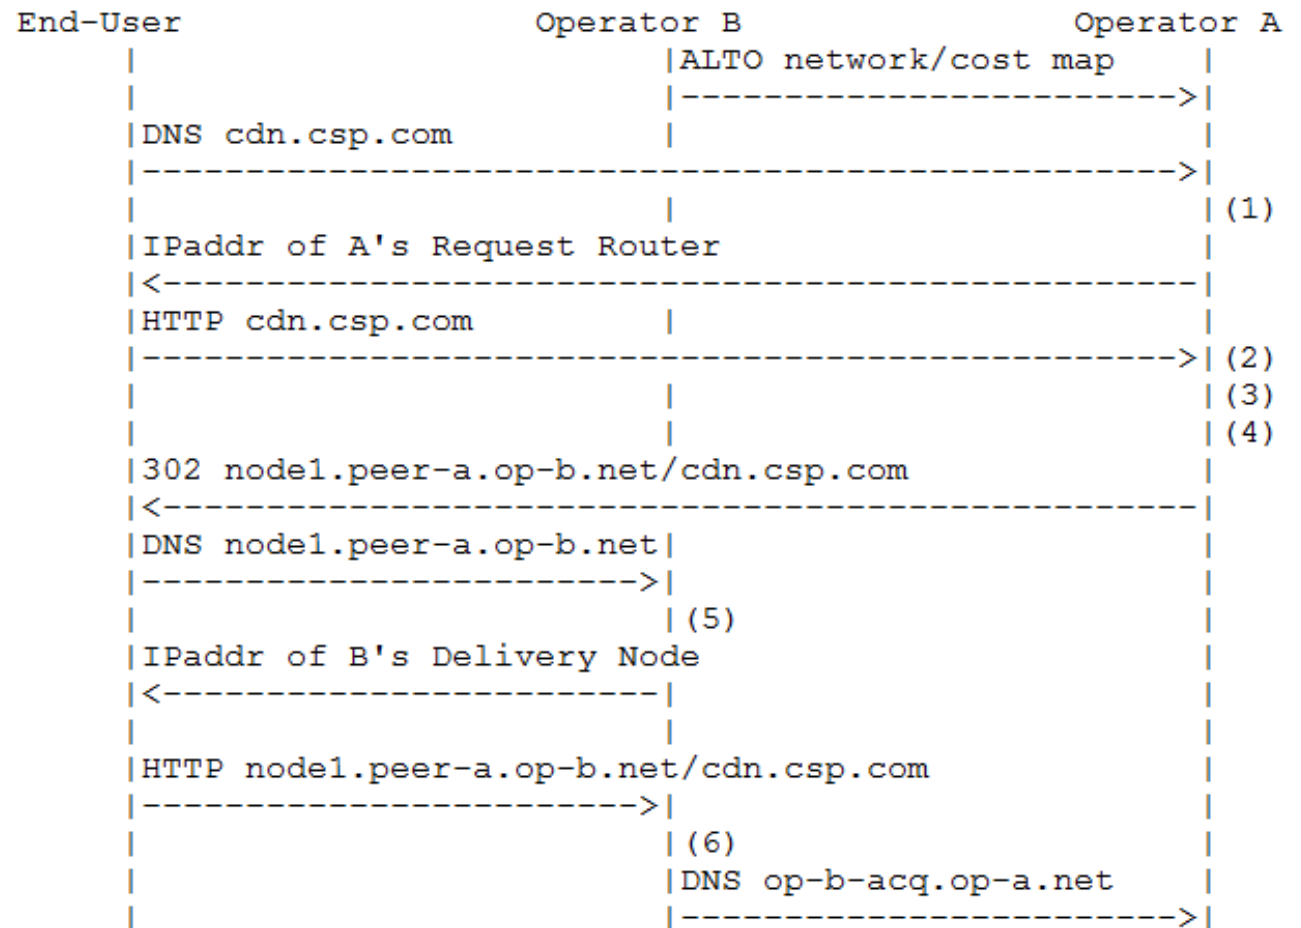 End-User                 Operator B                Operator A
     |                         |ALTO network/cost map    |
     |                         |------------------------>|
     |DNS cdn.csp.com          |                         |
     |-------------------------------------------------->|
     |                         |                         |(1)
     |IPaddr of A's Request Router                       |
     |<--------------------------------------------------|
     |HTTP cdn.csp.com         |                         |
     |-------------------------------------------------->|(2)
     |                         |                         |(3)
     |                         |                         |(4)
     |302 node1.peer-a.op-b.net/cdn.csp.com              |
     |<--------------------------------------------------|
     |DNS node1.peer-a.op-b.net|                         |
     |------------------------>|                         |
     |                         |(5)                      |
     |IPaddr of B's Delivery Node                        |
     |<------------------------|                         |
     |                         |                         |
     |HTTP node1.peer-a.op-b.net/cdn.csp.com             |
     |------------------------>|                         |
     |                         |(6)                      |
     |                         |DNS op-b-acq.op-a.net    |
     |                         |------------------------>|